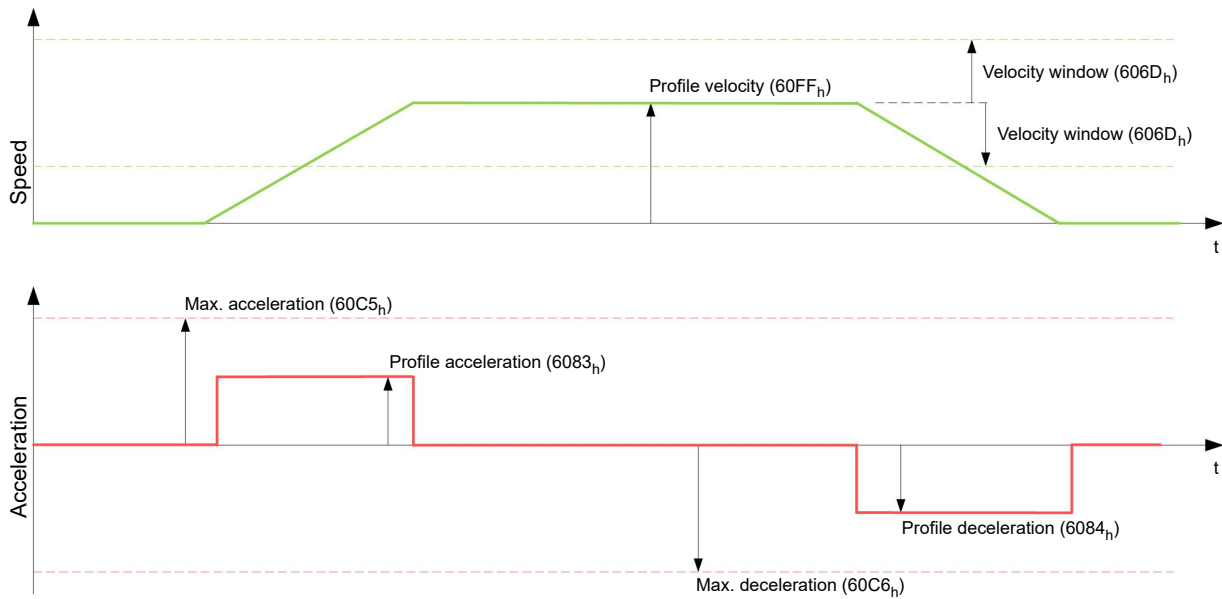 Velocity window (606Dh)
Profile velocity (60FFh)
Velocity window (606Dh)
Speed
t
Max. acceleration (60C5h)
Profile acceleration (6083h)
Acceleration
t
Profile deceleration (6084h)
Max. deceleration (60C6h)